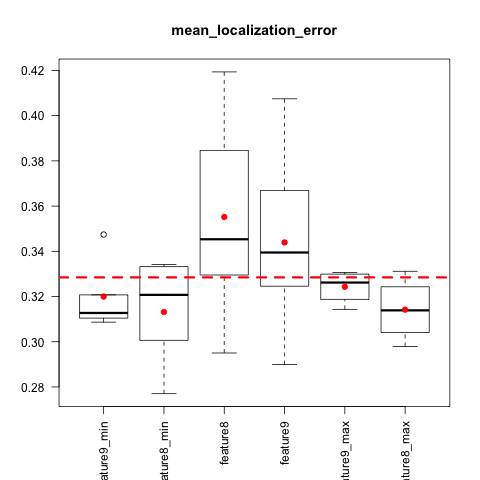 mean_localization_error
0.42
0.40
0.38
0.36
0.34
0.32
0.30
0.28
ature9_min
ature8_min
feature8
feature9
ature9_max
ature8_max